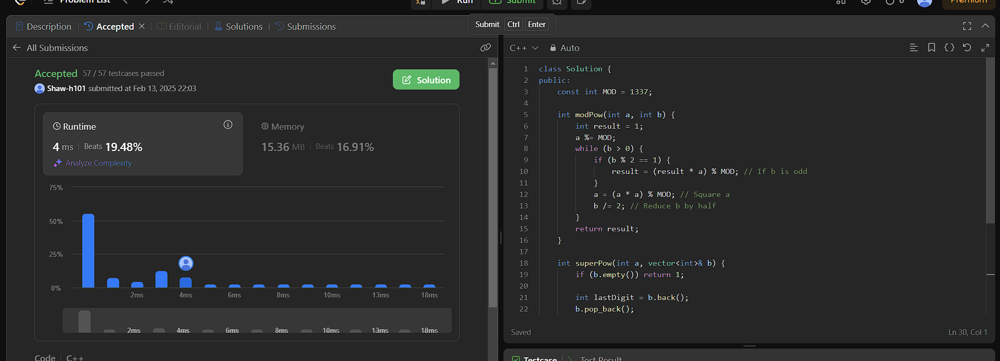 Problem List
Run
Submit
0
Premium
Description
Accepted
Editorial
Solutions
Submissions
Submit Ctrl Enter
All Submissions
Accepted 57 / 57 testcases passed
Shaw-h101 submitted at Feb 13, 2025 22:03
Solution
Runtime
4 ms Beats 19.48%
Analyze Complexity
Memory
15.36 MB Beats 16.91%
75%
50%
25%
0%
2ms 4ms 6ms 8ms 10ms 13ms 18ms
2ms 4ms 6ms 8ms 10ms 13ms 18ms
Code C++
C++ Auto
1 class Solution {
2 public:
3 const int MOD = 1337;
4
5 int modPow(int a, int b) {
6 int result = 1;
7 a %= MOD;
8 while (b > 0) {
9 if (b % 2 == 1) {
10 result = (result * a) % MOD; // If b is odd
11 }
12 a = (a * a) % MOD; // Square a
13 b /= 2; // Reduce b by half
14 }
15 return result;
16 }
17
18 int superPow(int a, vector<int>& b) {
19 if (b.empty()) return 1;
20
21 int lastDigit = b.back();
22 b.pop_back();
Saved
Ln 30, Col 1
Testcase
Test Result